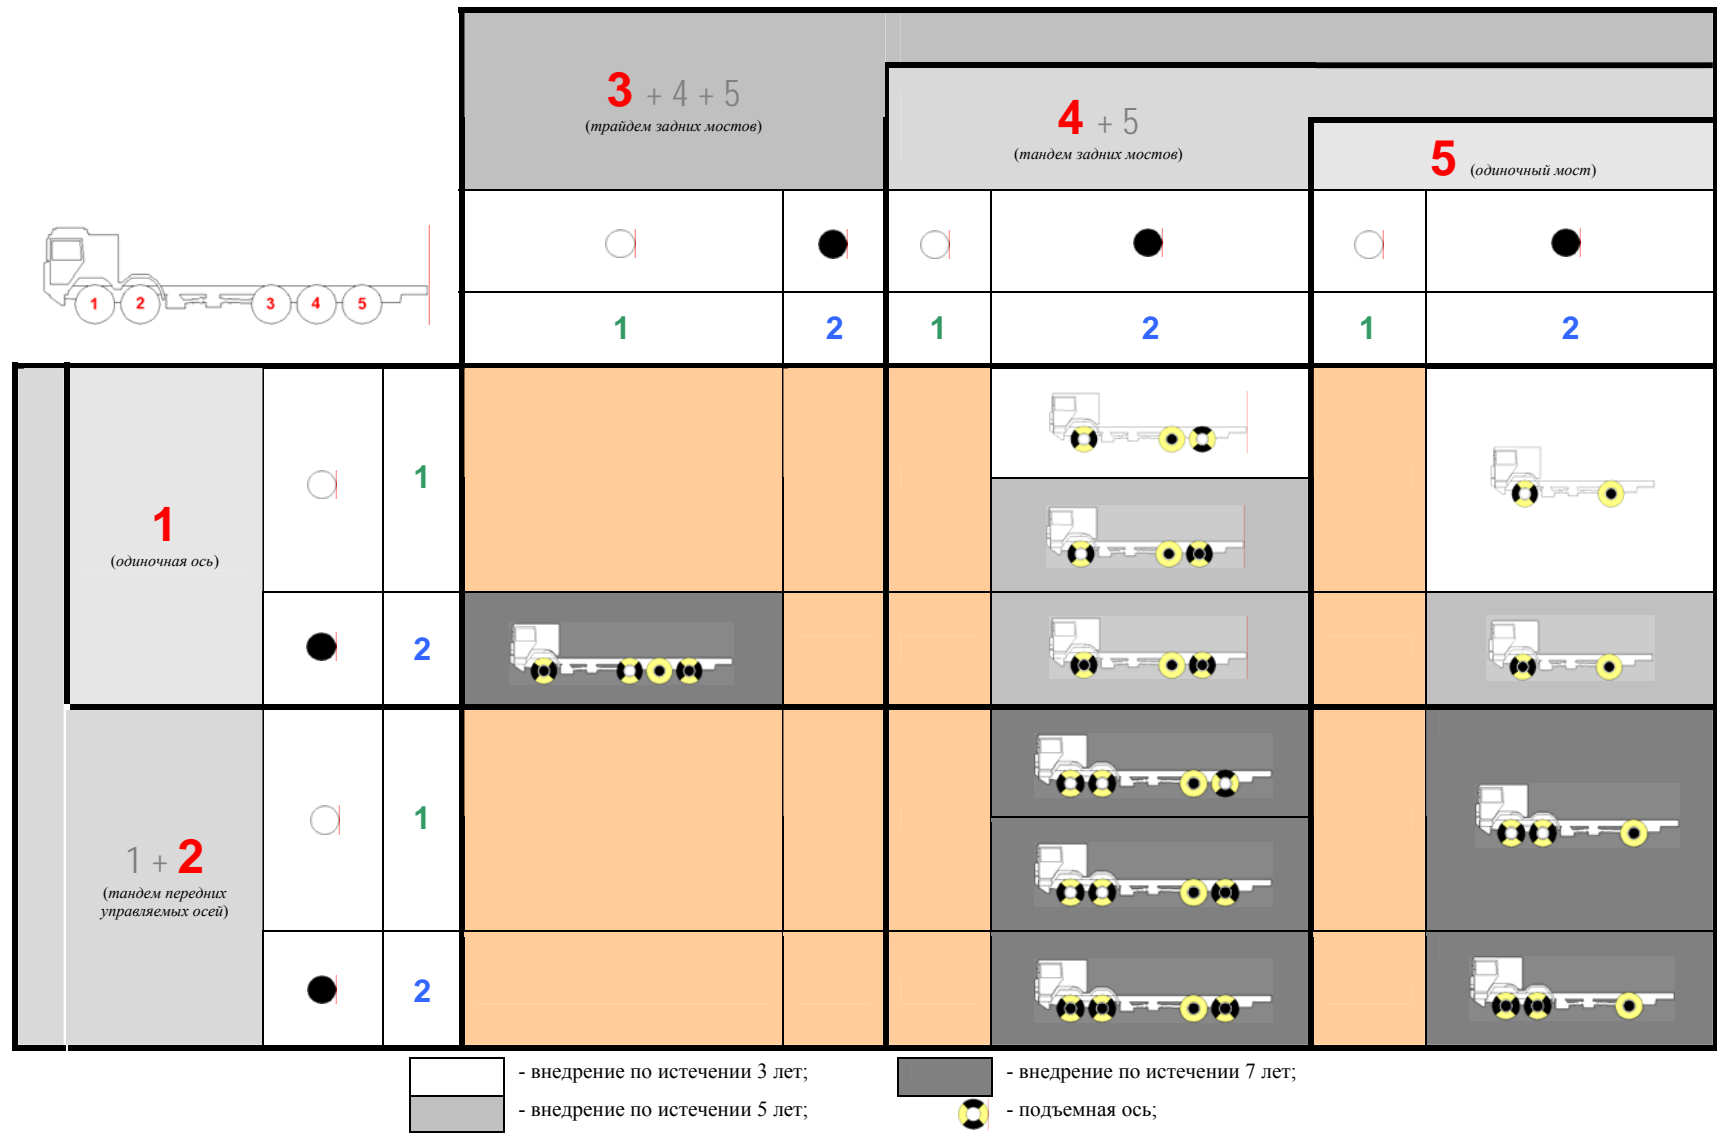 3 + 4 + 5
(трайдем задних мостов)
4 + 5
(тандем задних мостов)
5 (одиночный мост)
1 2 3 4 5
1 2 1 2 1 2
1
(одиночная ось)
1
2
1 + 2
(тандем передних
управляемых осей)
1
2
- внедрение по истечении 3 лет;
- внедрение по истечении 7 лет;
- внедрение по истечении 5 лет;
- подъемная ось;